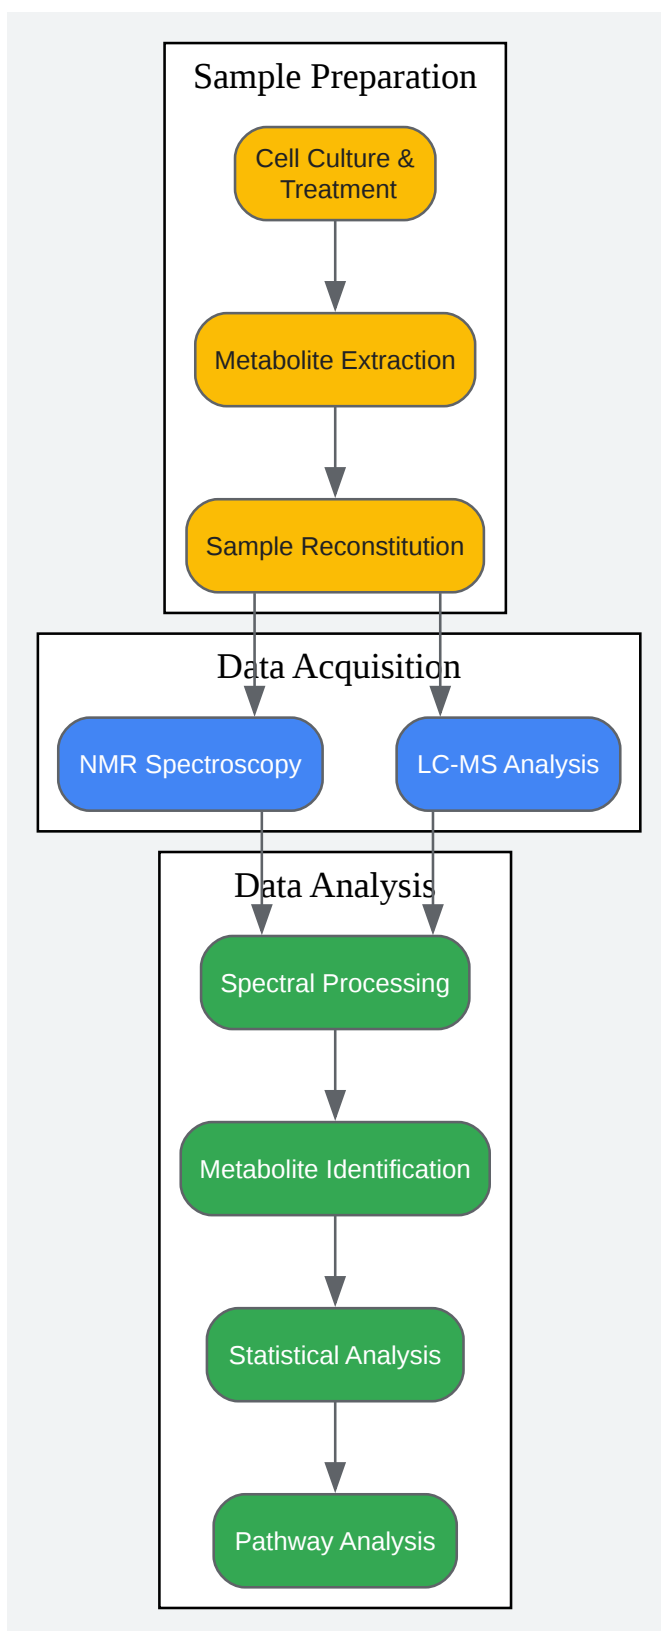 Sample Preparation
Cell Culture &
Treatment
Metabolite Extraction
Sample Reconstitution
Data Acquisition
NMR Spectroscopy
LC-MS Analysis
Data Analysis
Spectral Processing
Metabolite Identification
Statistical Analysis
Pathway Analysis